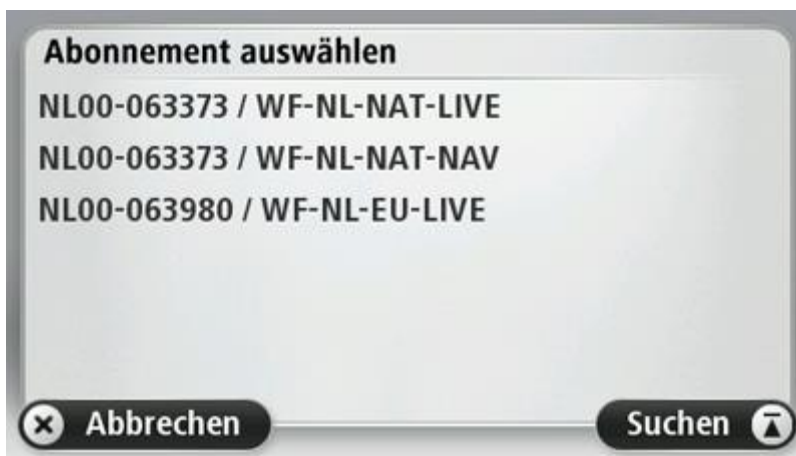 Abonnement auswählen
NL00-063373 / WF-NL-NAT-LIVE
NL00-063373 / WF-NL-NAT-NAV
NL00-063980 / WF-NL-EU-LIVE
Abbrechen
Suchen